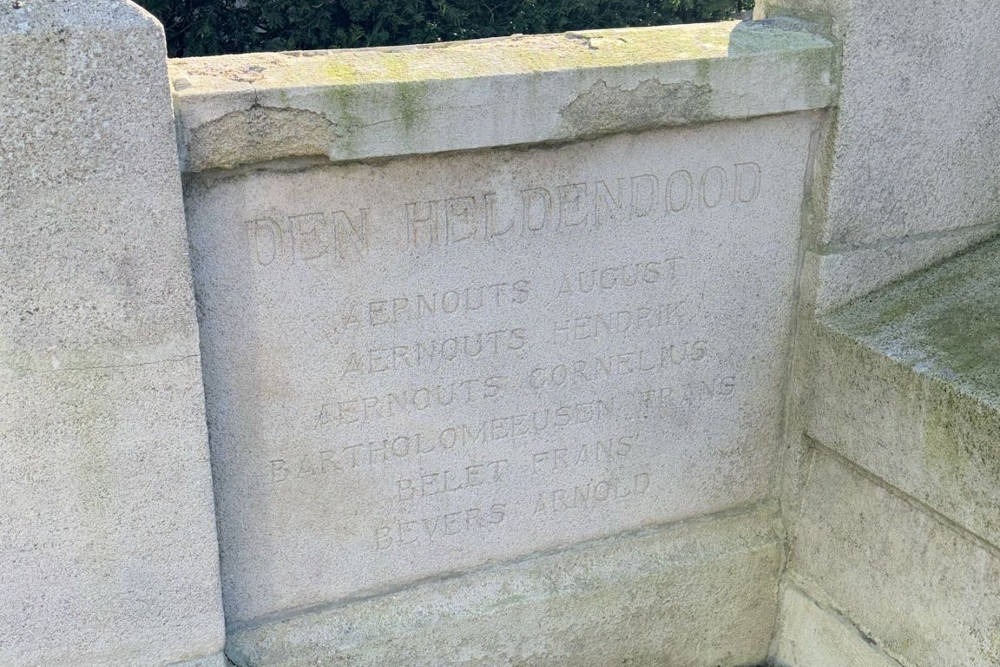 DEN HELDENDOOD
AERNOUTS AUGUST
AERNOUTS HENDRIK
AERNOUTS CORNELIUS
BARTHOLOMEEUSEN FRANS
BELET FRANS
BEVERS ARNOLD